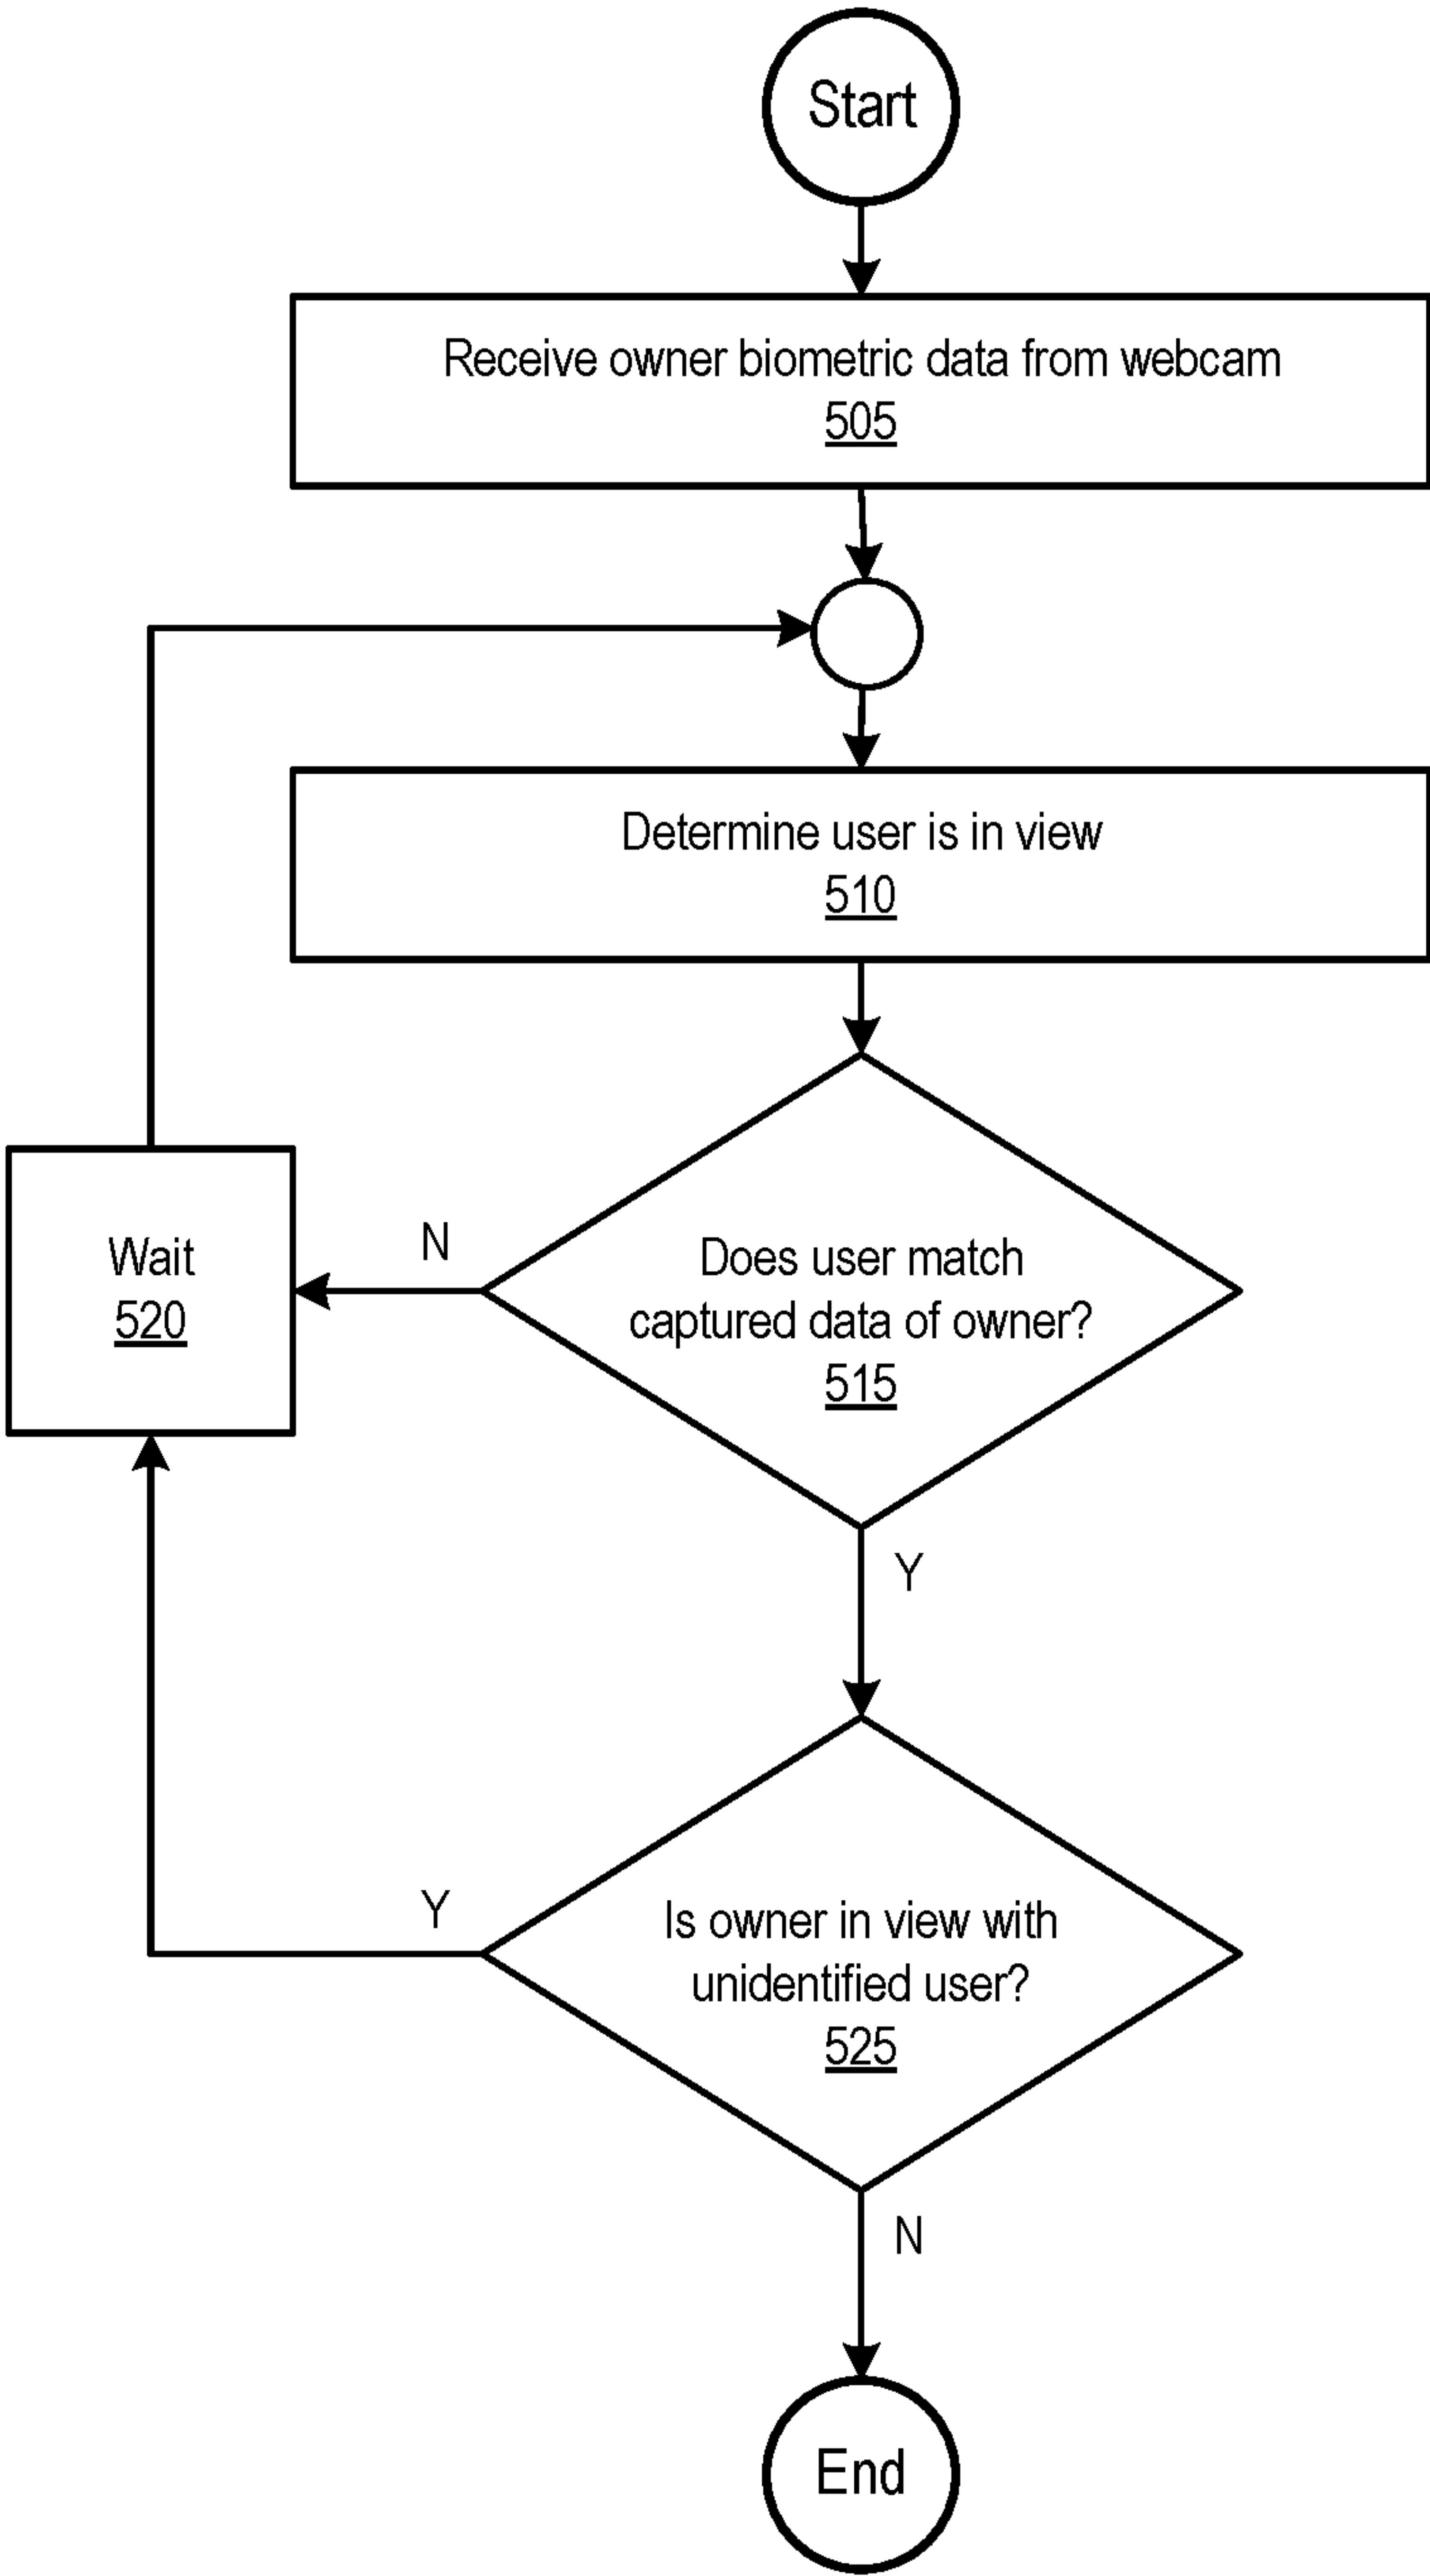 Start
Receive owner biometric data from webcam
505
Determine user is in view
510
Does user match
captured data of owner?
515
N
Wait
520
Y
Is owner in view with
unidentified user?
525
Y
N
End